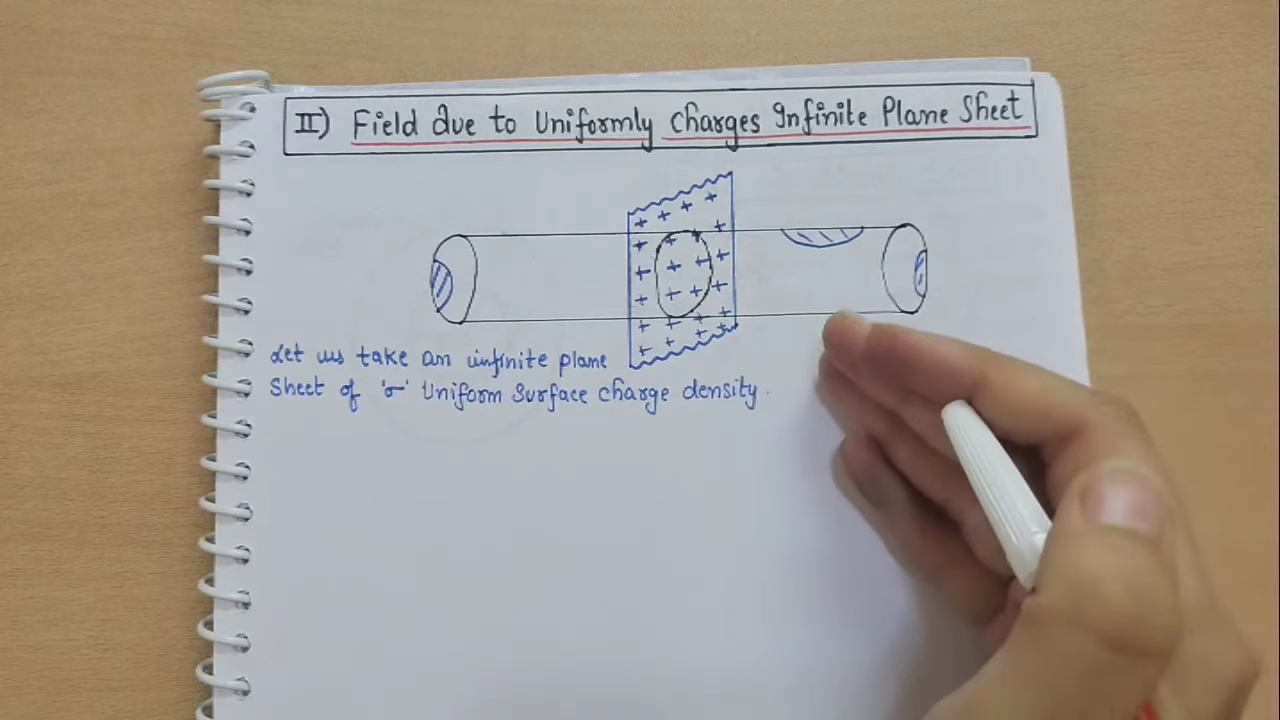 II) Field due to Uniformly Charges Infinite Plane Sheet
Let us take an infinite plane
Sheet of 'σ' Uniform Surface charge density.